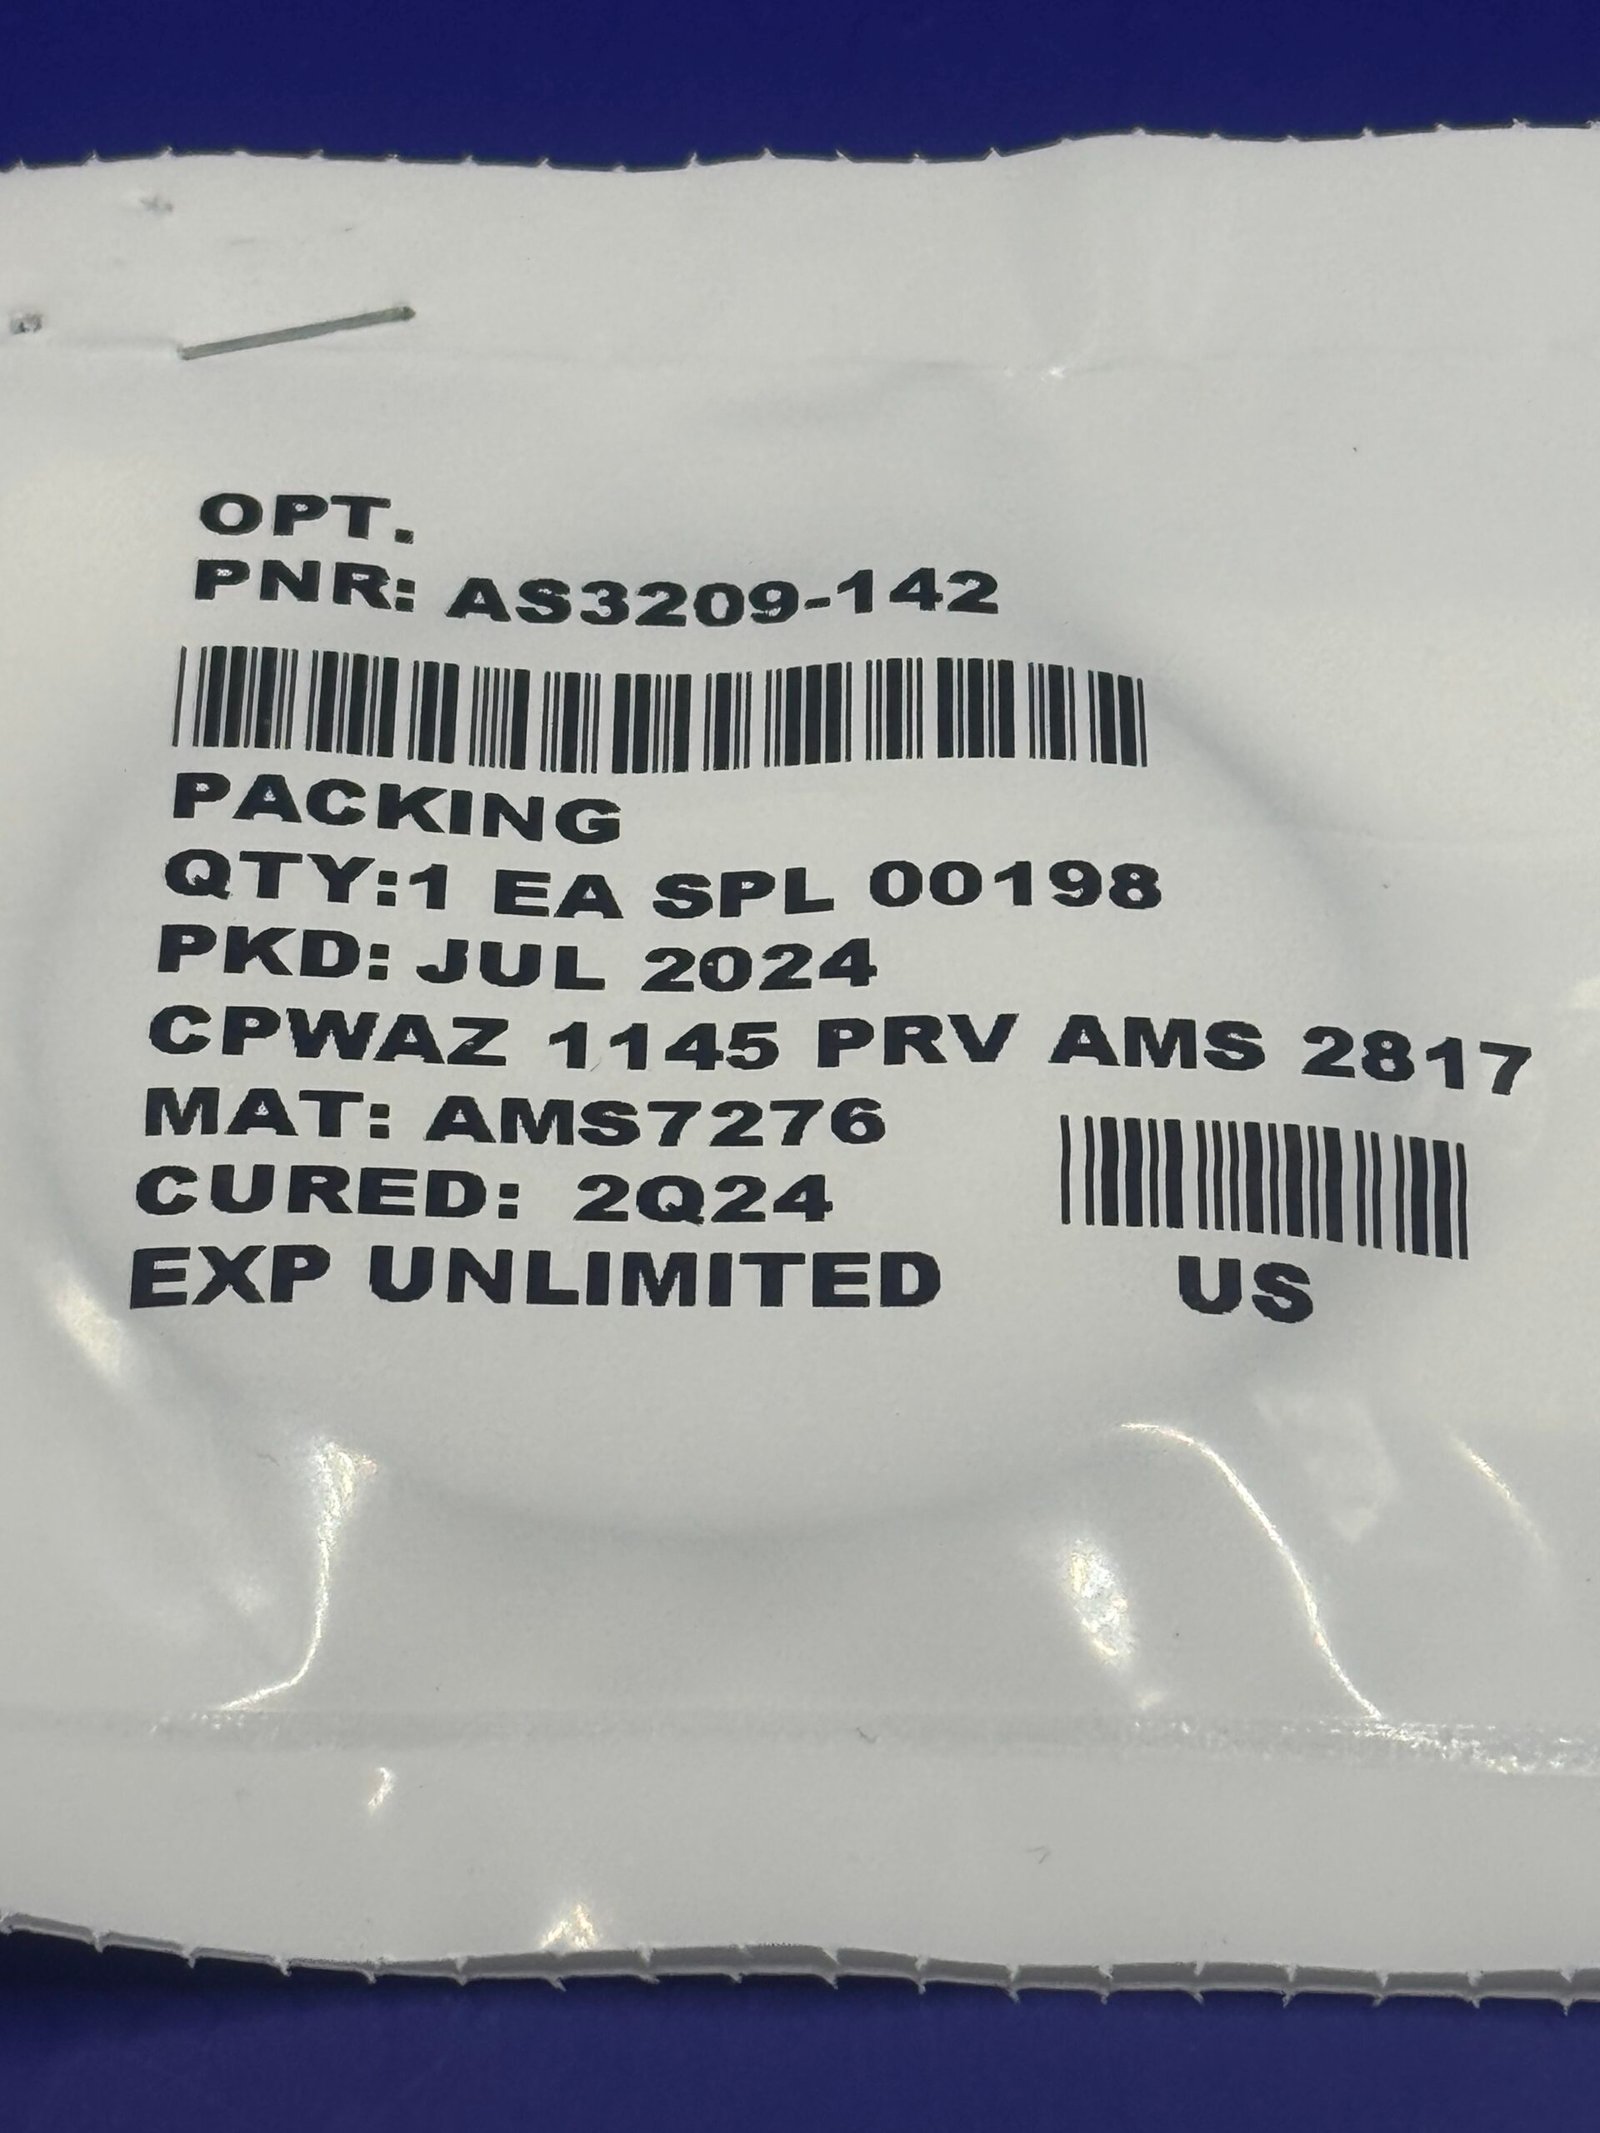 OPT.
PNR: AS3209-142
PACKING
QTY:1 EA SPL 00198
PKD: JUL 2024
CPWAZ 1145 PRV AMS 2817
MAT: AMS7276
CURED: 2Q24
EXP UNLIMITED
US